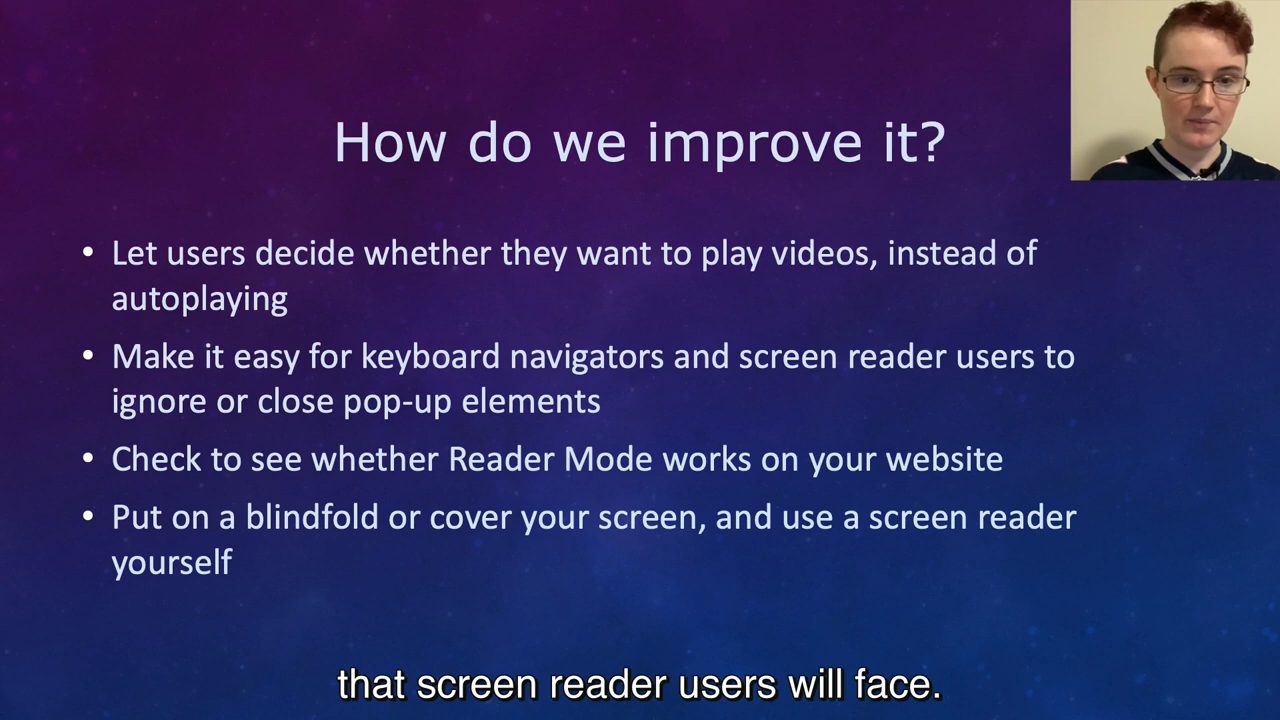 How do we improve it?
• Let users decide whether they want to play videos, instead of
autoplaying
• Make it easy for keyboard navigators and screen reader users to
ignore or close pop-up elements
• Check to see whether Reader Mode works on your website
• Put on a blindfold or cover your screen, and use a screen reader
yourself
that screen reader users will face.